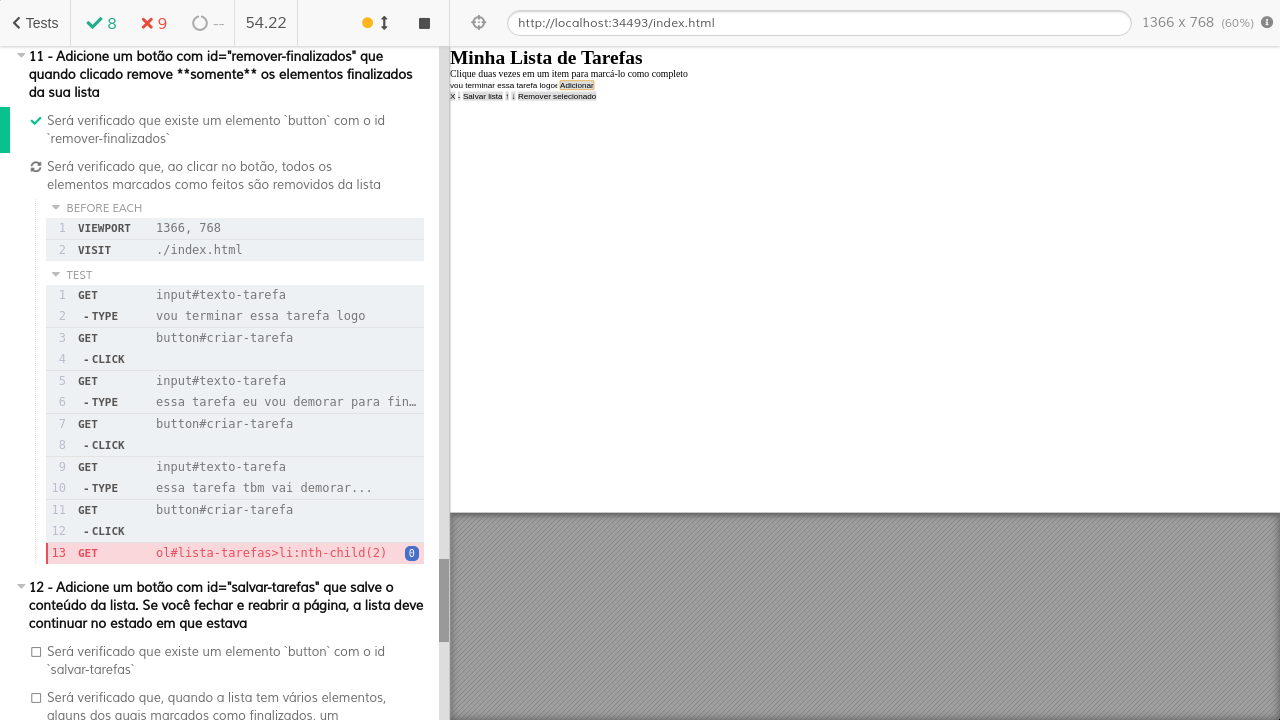 Tests
8
9
--
54.22
http://localhost:34493/index.html
1366 x 768 (60%)
11 - Adicione um botão com id="remover-finalizados" que
quando clicado remove **somente** os elementos finalizados
da sua lista
Será verificado que existe um elemento `button` com o id
`remover-finalizados`
Será verificado que, ao clicar no botão, todos os
elementos marcados como feitos são removidos da lista
BEFORE EACH
1 VIEWPORT 1366, 768
2 VISIT ./index.html
TEST
1 GET input#texto-tarefa
2 -TYPE vou terminar essa tarefa logo
3 GET button#criar-tarefa
4 -CLICK
5 GET input#texto-tarefa
6 -TYPE essa tarefa eu vou demorar para fin…
7 GET button#criar-tarefa
8 -CLICK
9 GET input#texto-tarefa
10 -TYPE essa tarefa tbm vai demorar...
11 GET button#criar-tarefa
12 -CLICK
13 GET ol#lista-tarefas>li:nth-child(2) 0
12 - Adicione um botão com id="salvar-tarefas" que salve o
conteúdo da lista. Se você fechar e reabrir a página, a lista deve
continuar no estado em que estava
Será verificado que existe um elemento `button` com o id
`salvar-tarefas`
Será verificado que, quando a lista tem vários elementos,
alguns dos quais marcados como finalizados, um
Minha Lista de Tarefas
Clique duas vezes em um item para marcá-lo como completo
vou terminar essa tarefa logoe Adicionar
X - Salvar lista ↑ ↓ Remover selecionado